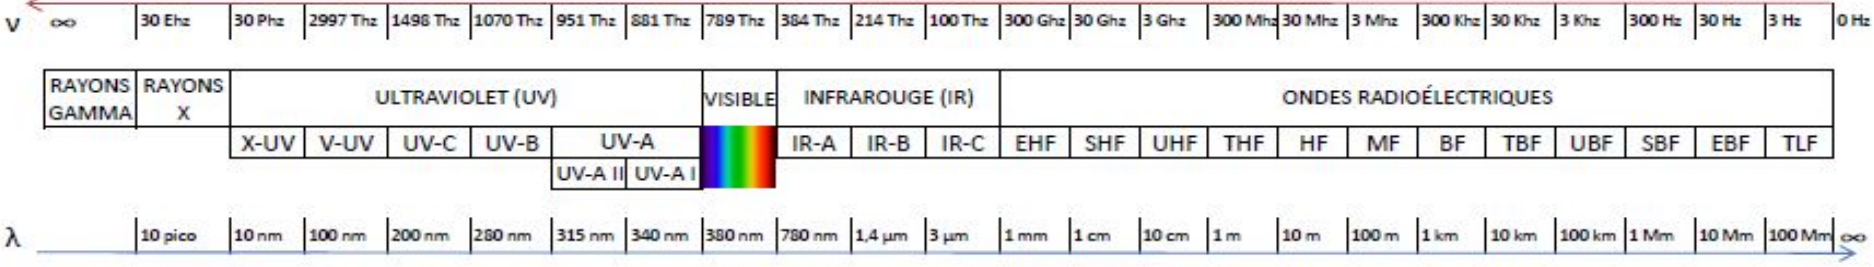 ν ∞ 30 Ehz 30 Phz 2997 Thz 1498 Thz 1070 Thz 951 Thz 881 Thz 789 Thz 384 Thz 214 Thz 100 Thz 300 Ghz 30 Ghz 3 Ghz 300 Mhz 30 Mhz 3 Mhz 300 Khz 30 Khz 3 Khz 300 Hz 30 Hz 3 Hz 0 Hz
RAYONS GAMMA RAYONS X ULTRAVIOLET (UV) VISIBLE INFRAROUGE (IR) ONDES RADIOÉLECTRIQUES
X-UV V-UV UV-C UV-B UV-A IR-A IR-B IR-C EHF SHF UHF THF HF MF BF TBF UBF SBF EBF TLF
UV-A II UV-A I
λ 10 pico 10 nm 100 nm 200 nm 280 nm 315 nm 340 nm 380 nm 780 nm 1,4 µm 3 µm 1 mm 1 cm 10 cm 1 m 10 m 100 m 1 km 10 km 100 km 1 Mm 10 Mm 100 Mm ∞